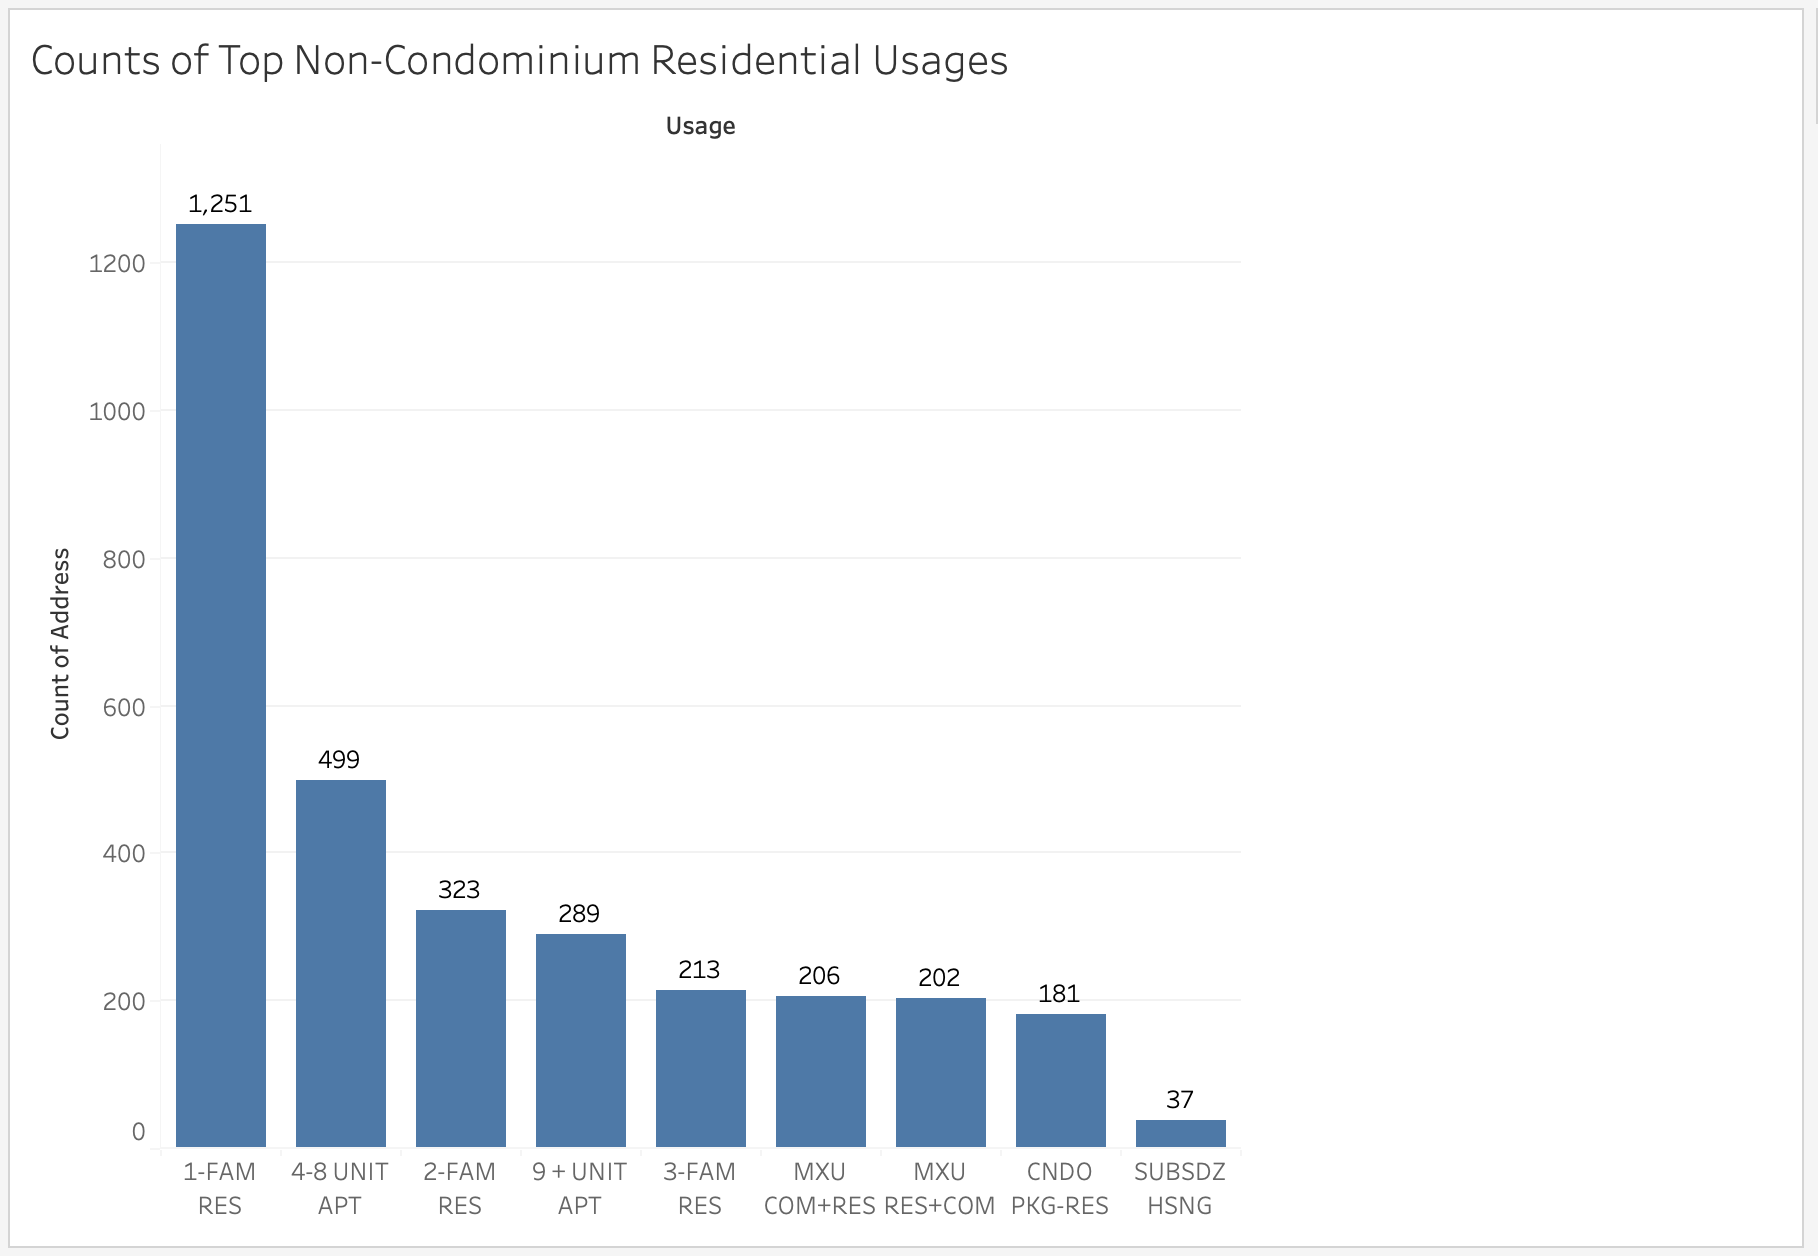 Counts of Top Non-Condominium Residential Usages
Usage
Count of Address
1200
1000
800
600
400
200
0
1,251
499
323
289
213
206
202
181
37
1-FAM
RES
4-8 UNIT
APT
2-FAM
RES
9 + UNIT
APT
3-FAM
RES
MXU
COM+RES
MXU
RES+COM
CNDO
PKG-RES
SUBSDZ
HSNG